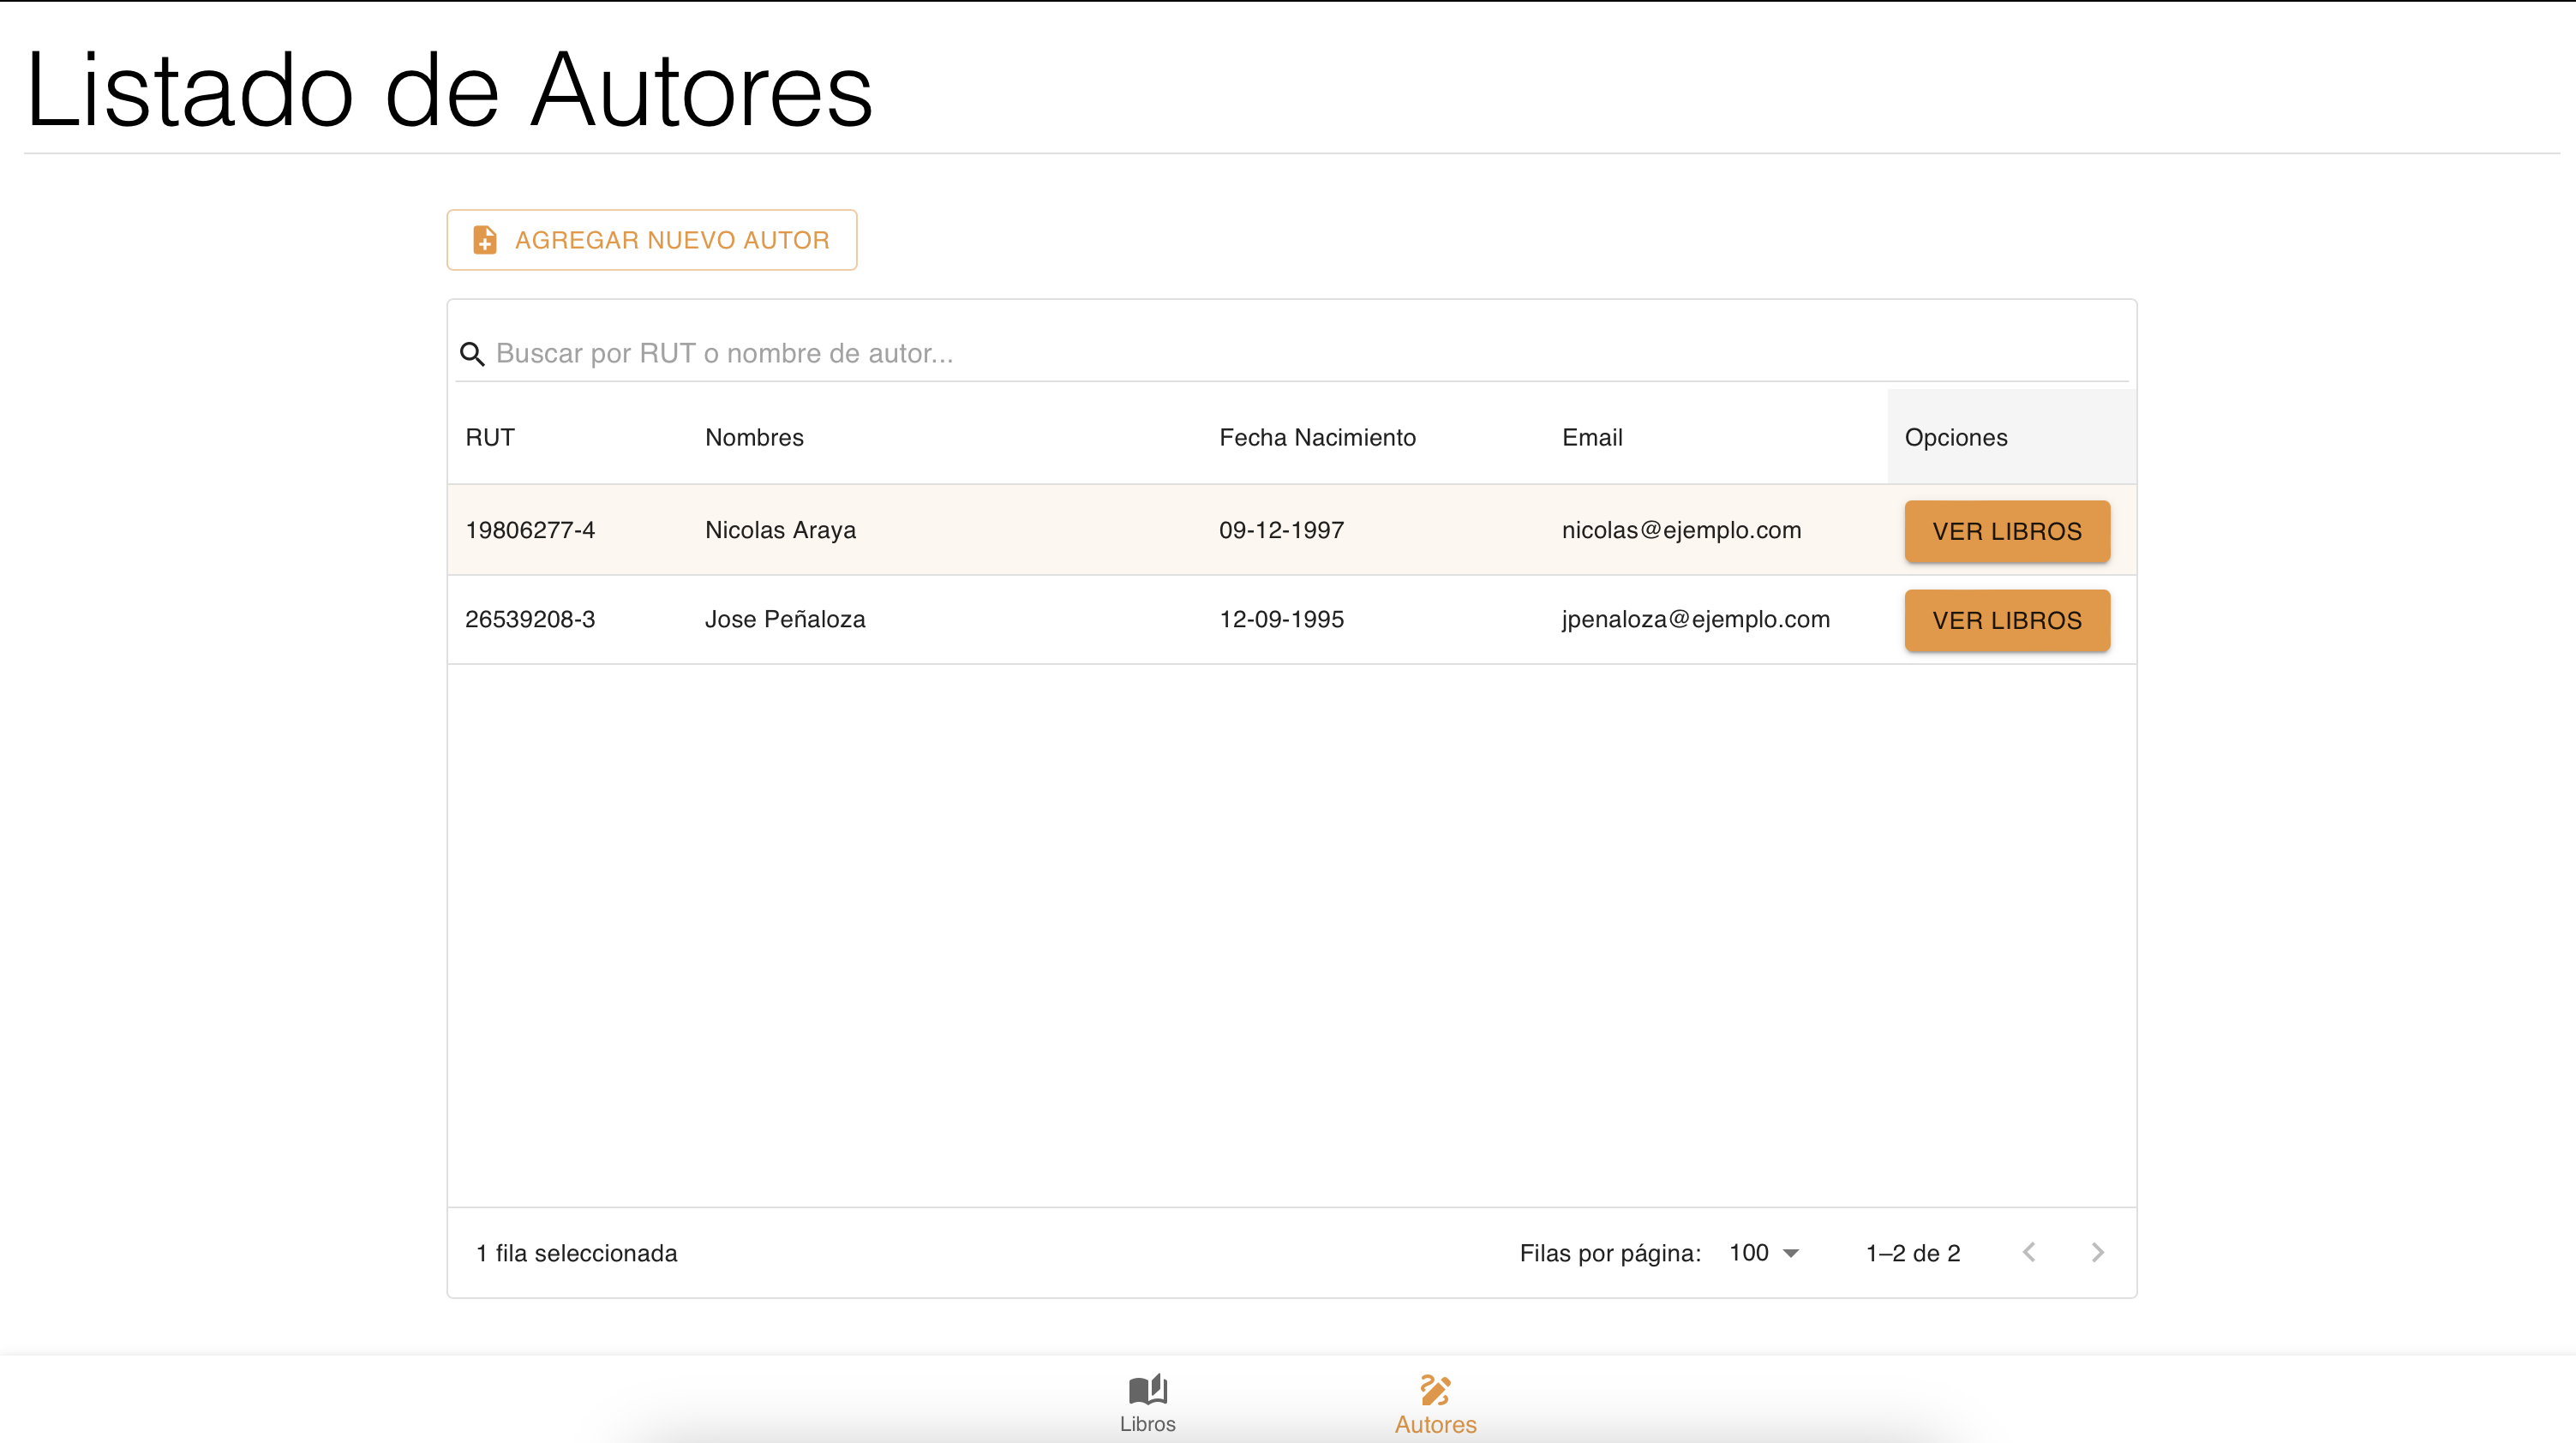 Listado de Autores
AGREGAR NUEVO AUTOR
Buscar por RUT o nombre de autor...
RUT Nombres Fecha Nacimiento Email Opciones
19806277-4 Nicolas Araya 09-12-1997 nicolas@ejemplo.com VER LIBROS
26539208-3 Jose Peñaloza 12-09-1995 jpenaloza@ejemplo.com VER LIBROS
1 fila seleccionada Filas por página: 100 1–2 de 2
Libros Autores